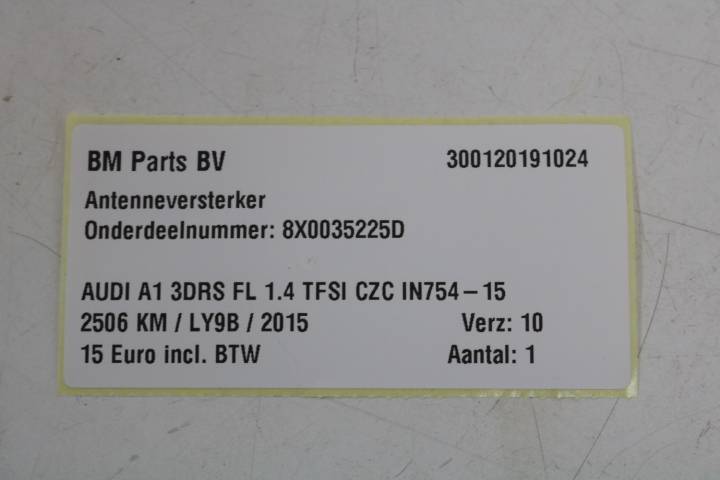 BM Parts BV 300120191024
Antenneversterker
Onderdeelnummer: 8X0035225D
AUDI A1 3DRS FL 1.4 TFSI CZC IN754-15
2506 KM / LY9B / 2015 Verz: 10
15 Euro incl. BTW Aantal: 1